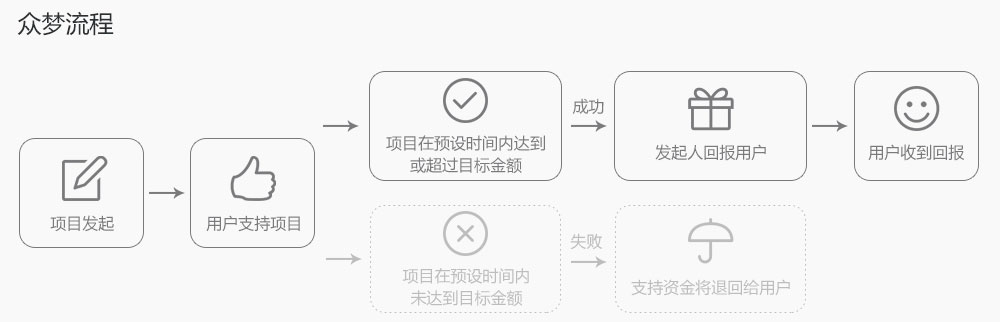 众梦流程
项目发起
用户支持项目
项目在预设时间内达到
或超过目标金额
成功
发起人回报用户
用户收到回报
项目在预设时间内
未达到目标金额
失败
支持资金将退回给用户